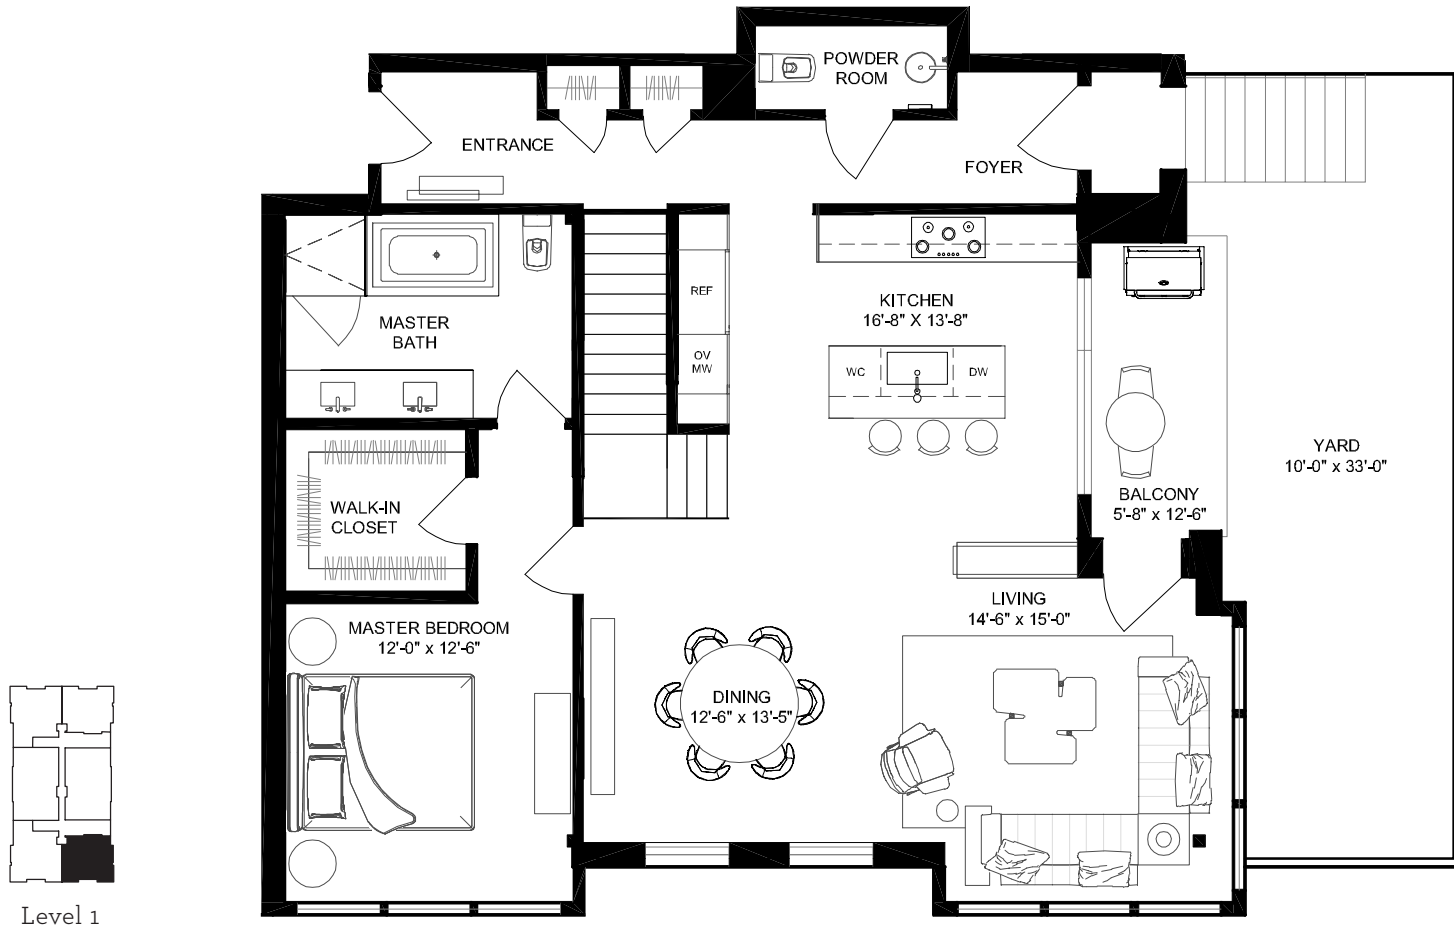 POWDER
ROOM
ENTRANCE
FOYER
REF
OV
MW
KITCHEN
16'-8" X 13'-8"
MASTER
BATH
WC
DW
YARD
10'-0" x 33'-0"
BALCONY
5'-8" x 12'-6"
WALK-IN
CLOSET
LIVING
14'-6" x 15'-0"
MASTER BEDROOM
12'-0" x 12'-6"
DINING
12'-6" x 13'-5"
Level 1